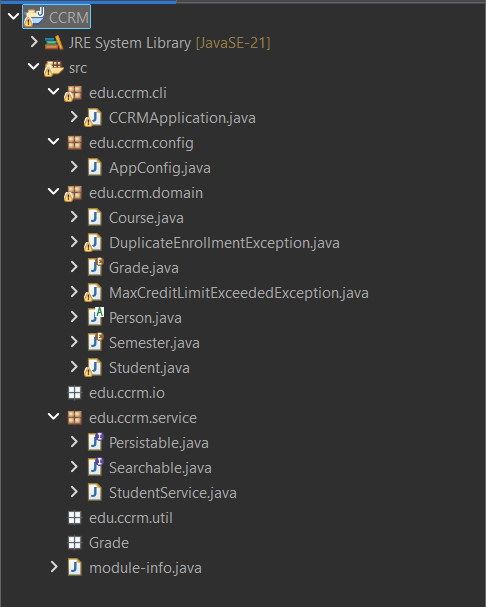 CCRM
JRE System Library [JavaSE-21]
src
edu.ccrm.cli
CCRMApplication.java
edu.ccrm.config
AppConfig.java
edu.ccrm.domain
Course.java
DuplicateEnrollmentException.java
Grade.java
MaxCreditLimitExceededException.java
Person.java
Semester.java
Student.java
edu.ccrm.io
edu.ccrm.service
Persistable.java
Searchable.java
StudentService.java
edu.ccrm.util
Grade
module-info.java